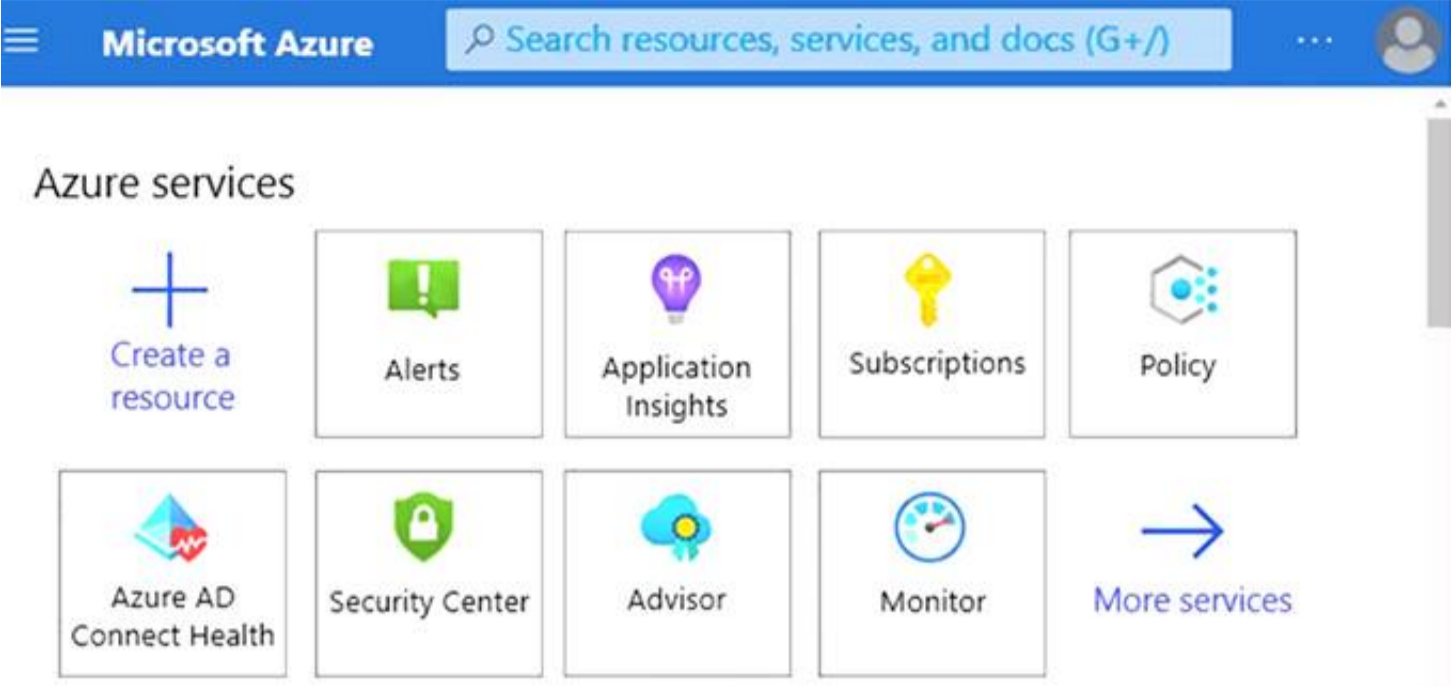 Microsoft Azure
Search resources, services, and docs (G+/)
...
Azure services
Create a
resource
Alerts
Application
Insights
Subscriptions
Policy
Azure AD
Connect Health
Security Center
Advisor
Monitor
More services